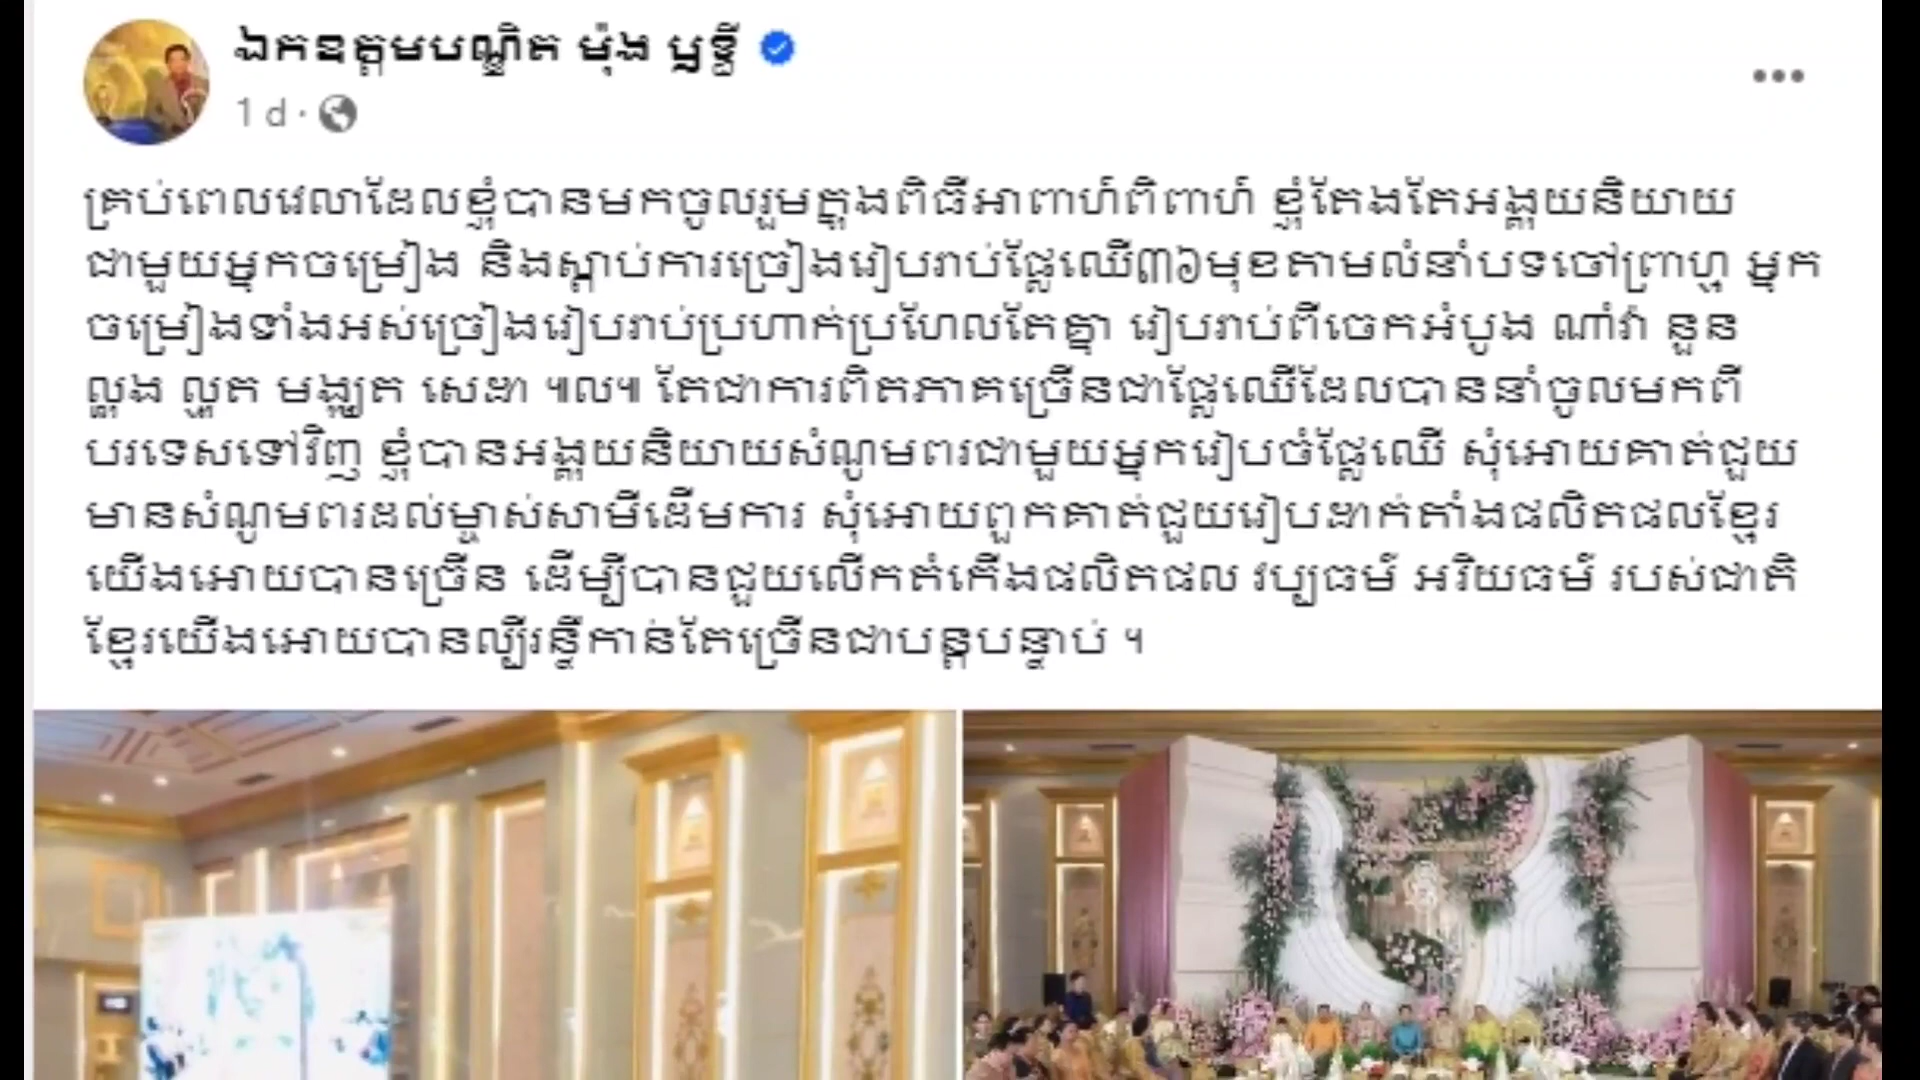 ឯកឧត្តមបណ្ឌិត ម៉ុង ឫទ្ធី
1 d ·
គ្រប់ពេលវេលាដែលខ្ញុំបានមកចូលរួមក្នុងពិធីអាពាហ៍ពិពាហ៍ ខ្ញុំតែងតែអង្គុយនិយាយ
ជាមួយអ្នកចម្រៀង និងស្តាប់ការច្រៀងរៀបរាប់ផ្លែឈើ៣៦មុខតាមលំនាំបទចៅព្រាហ្ម អ្នក
ចម្រៀងទាំងអស់ច្រៀងរៀបរាប់ប្រហាក់ប្រហែលតែគ្នា រៀបរាប់ពីចេកអំបូង ណាំវ៉ា នួន
ល្ហុង ល្មុត មង្ឃុត សេដា ៕ល៕ តែជាការពិតភាគច្រើនជាផ្លែឈើដែលបាននាំចូលមកពី
បរទេសទៅវិញ ខ្ញុំបានអង្គុយនិយាយសំណូមពរជាមួយអ្នករៀបចំផ្លែឈើ សុំអោយគាត់ជួយ
មានសំណូមពរដល់ម្ចាស់សាមីដើមការ សុំអោយពួកគាត់ជួយរៀបដាក់តាំងផលិតផលខ្មែរ
យើងអោយបានច្រើន ដើម្បីបានជួយលើកតំកើងផលិតផល វប្បធម៌ អរិយធម៌ របស់ជាតិ
ខ្មែរយើងអោយបានល្បីរន្ទឺកាន់តែច្រើនជាបន្តបន្ទាប់ ។